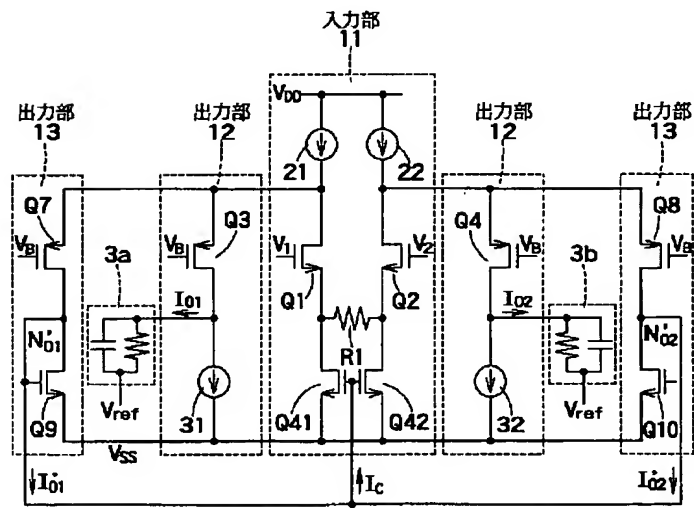 入力部
11
出力部
13
出力部
12
出力部
12
出力部
13
VDD
21
22
Q7
Q3
Q4
Q8
VB
VB
V1
V2
VB
VB
3a
Q1
Q2
3b
I01
I02
R1
N'01
N'02
Vref
31
Q41
Q42
32
Vref
Q9
Q10
VSS
I'01
IC
I'02